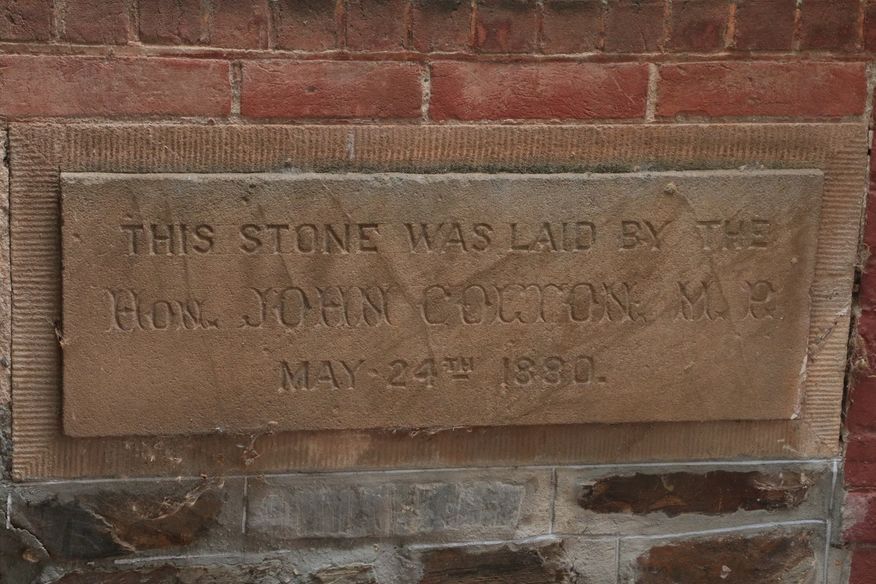 THIS STONE WAS LAID BY THE
Hon. JOHN COLTON. M. P.
MAY 24TH 1880.